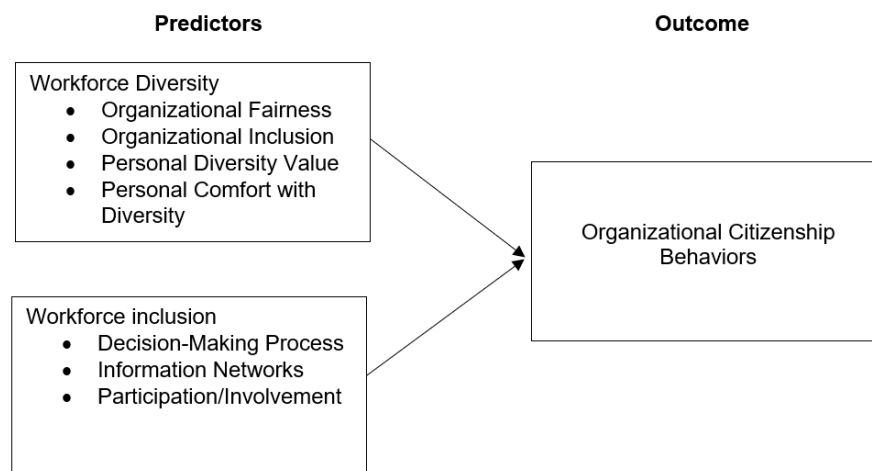 Predictors
Outcome
Workforce Diversity
• Organizational Fairness
• Organizational Inclusion
• Personal Diversity Value
• Personal Comfort with
Diversity
Organizational Citizenship
Behaviors
Workforce inclusion
• Decision-Making Process
• Information Networks
• Participation/Involvement